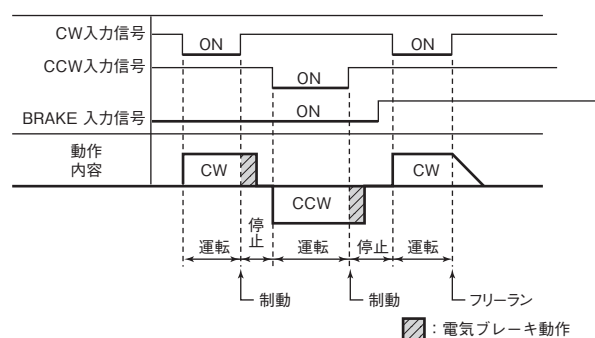 CW入力信号
ON
ON
CCW入力信号
ON
BRAKE 入力信号
ON
動作
内容
CW
CCW
CW
運転
停止
運転
停止
運転
制動
制動
フリーラン
：電気ブレーキ動作